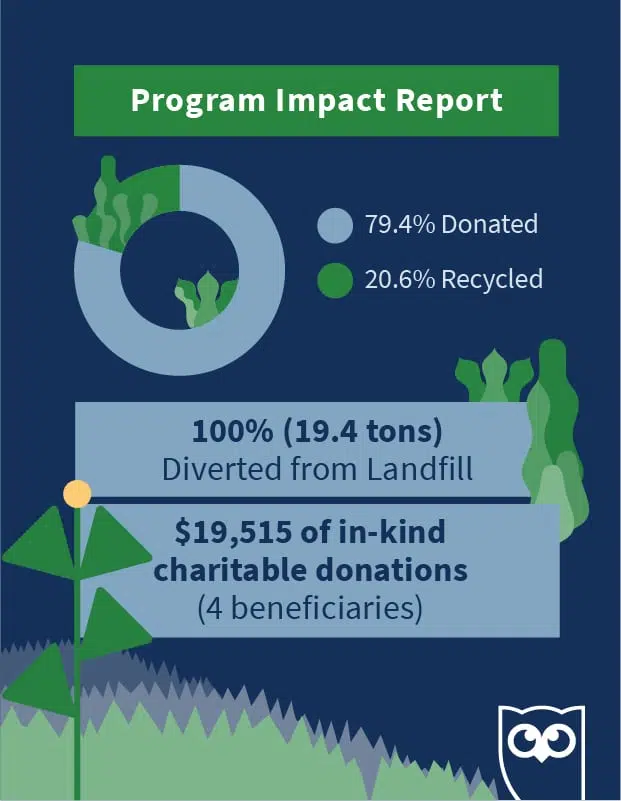 Program Impact Report
79.4% Donated
20.6% Recycled
100% (19.4 tons)
Diverted from Landfill
$19,515 of in-kind
charitable donations
(4 beneficiaries)